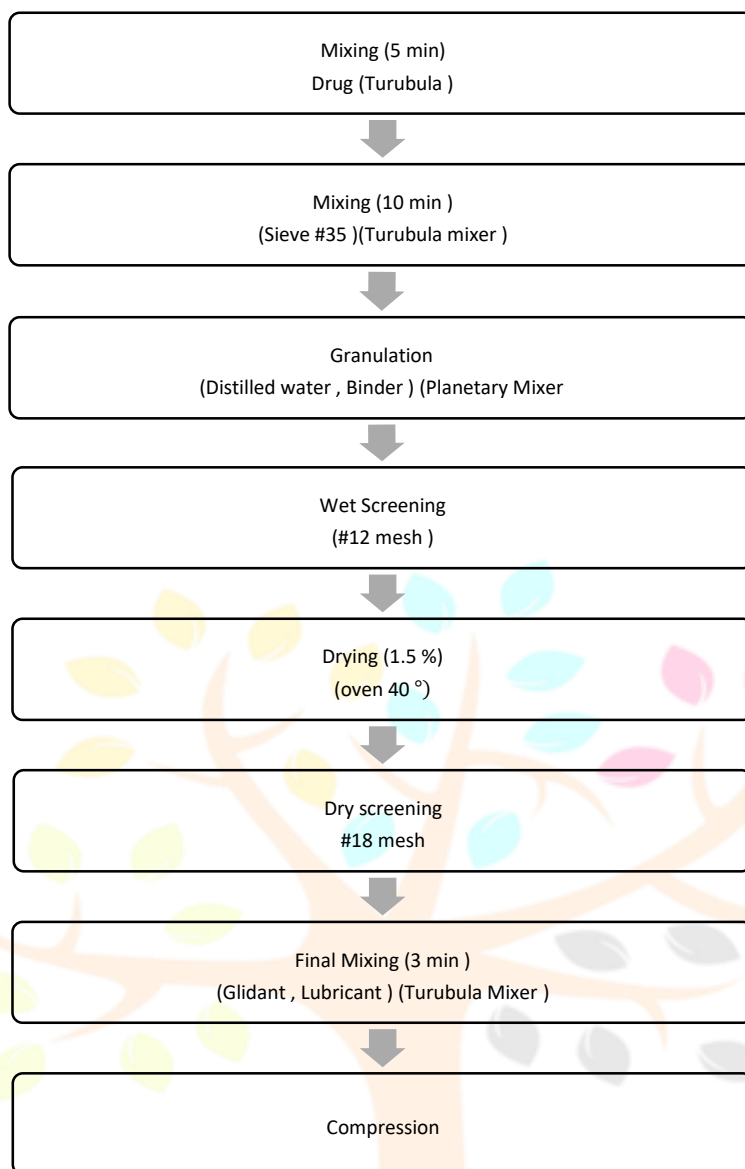 Mixing (5 min)
Drug (Turubula )
Mixing (10 min )
(Sieve #35 )(Turubula mixer )
Granulation
(Distilled water , Binder ) (Planetary Mixer
Wet Screening
(#12 mesh )
Drying (1.5 %)
(oven 40 °)
Dry screening
#18 mesh
Final Mixing (3 min )
(Glidant , Lubricant ) (Turubula Mixer )
Compression